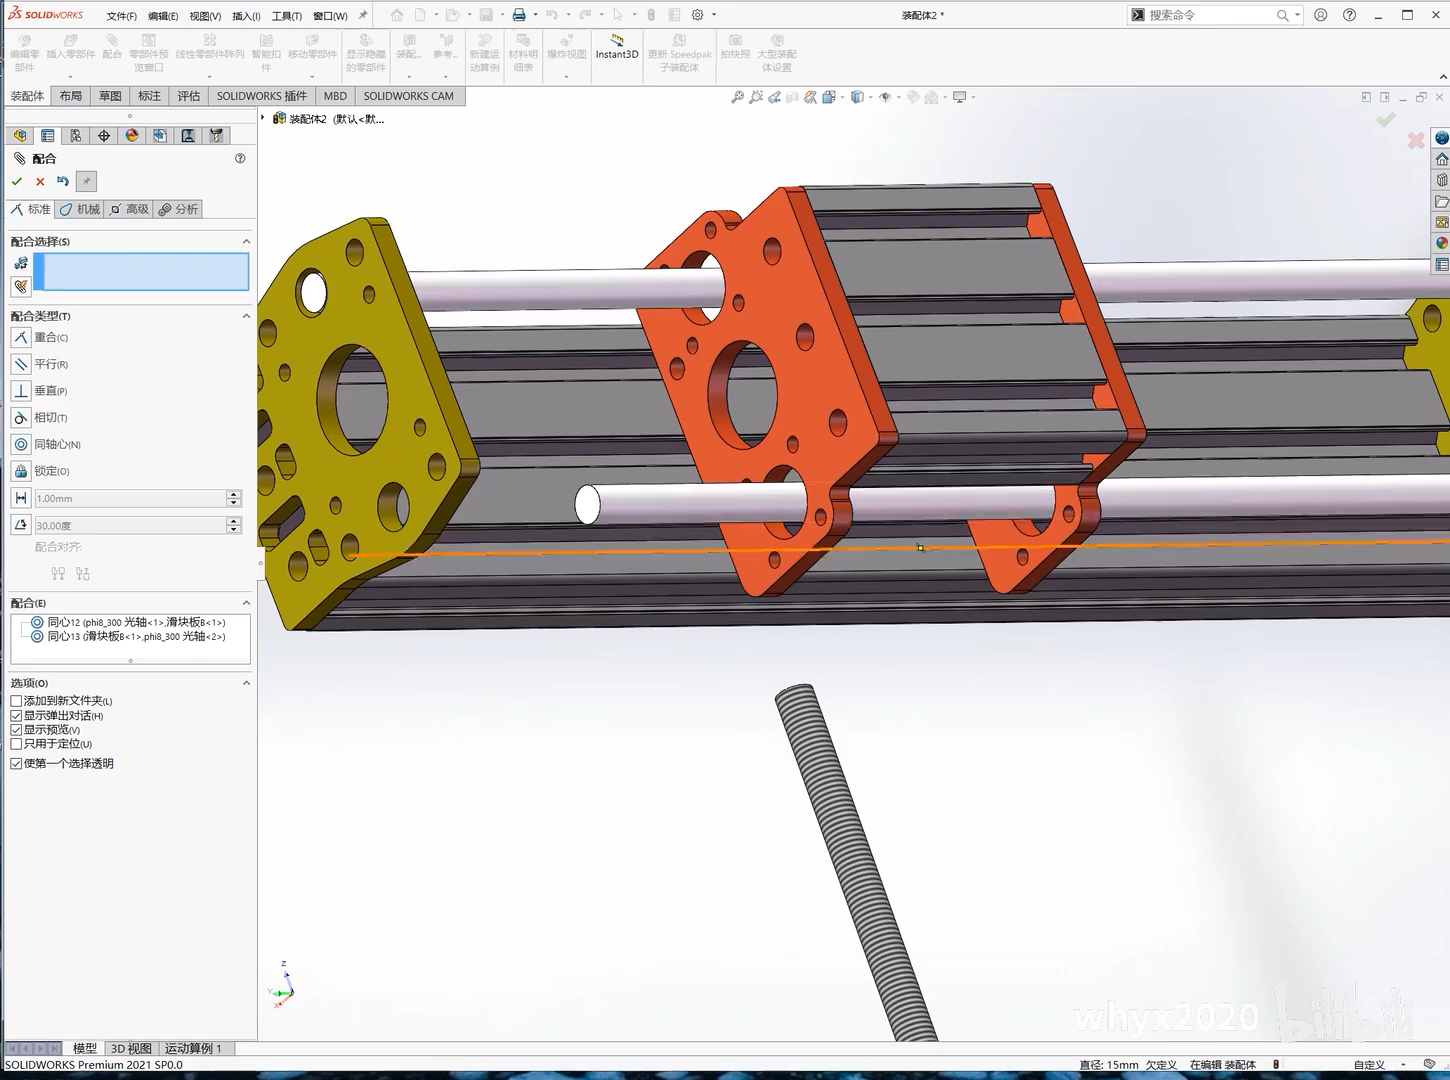 SOLIDWORKS 文件(F) 编辑(E) 视图(V) 插入(I) 工具(T) 窗口(W) 装配体2 * 搜索命令
编辑零部件 插入零部件 配合 零部件预览窗口 线性零部件阵列 智能扣件 移动零部件 显示隐藏的零部件 装配... 参考... 新建运动算例 材料明细表 爆炸视图 Instant3D 更新 Speedpak 子装配体 拍快照 大型装配体设置
装配体 布局 草图 标注 评估 SOLIDWORKS 插件 MBD SOLIDWORKS CAM
装配体2 (默认<默...
配合
标准 机械 高级 分析
配合选择(S)
配合类型(T)
重合(C)
平行(R)
垂直(P)
相切(T)
同轴心(N)
锁定(O)
1.00mm
30.00度
配合对齐:
配合(E)
同心12 (phi8_300 光轴<1>,滑块板B<1>)
同心13 (滑块板B<1>,phi8_300 光轴<2>)
选项(O)
添加到新文件夹(L)
显示弹出对话(H)
显示预览(V)
只用于定位(U)
使第一个选择透明
Z
Y
X
whyx2020 bilibili
模型 3D 视图 运动算例 1
SOLIDWORKS Premium 2021 SP0.0 直径: 15mm 欠定义 在编辑 装配体 自定义